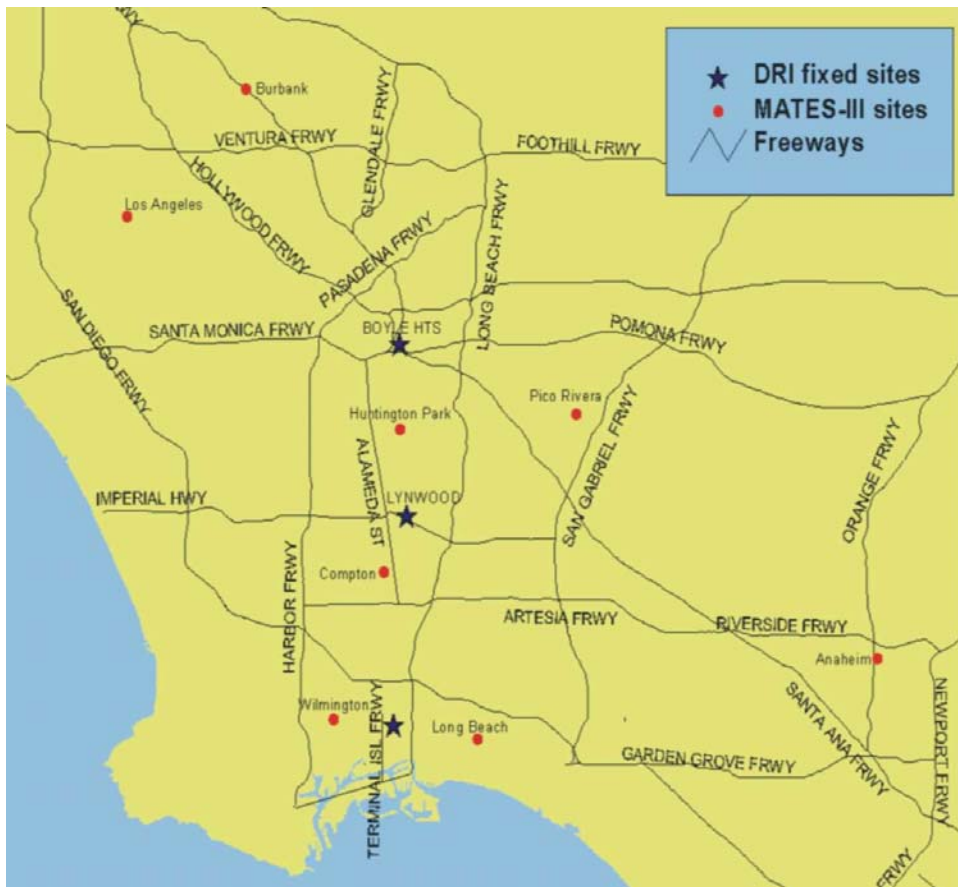 FRWY
DRI fixed sites
MATES-III sites
Freeways
Burbank
VENTURA FRWY
GLENDALE FRWY
FOOTHILL FRWY
HOLLYWOOD FRWY
Los Angeles
PASADENA FRWY
LONG BEACH FRWY
SAN DIEGO FRWY
SANTA MONICA FRWY
BOYLE HTS
POMONA FRWY
Pico Rivera
Huntington Park
ALAMEDA ST
SAN GABRIEL FRWY
ORANGE FRWY
IMPERIAL HWY
LYNWOOD
Compton
HARBOR FRWY
ARTESIA FRWY
RIVERSIDE FRWY
Anaheim
Wilmington
TERMINAL ISL FRWY
Long Beach
SANTA ANA FRWY
NEWPORT FRWY
GARDEN GROVE FRWY
FRWY